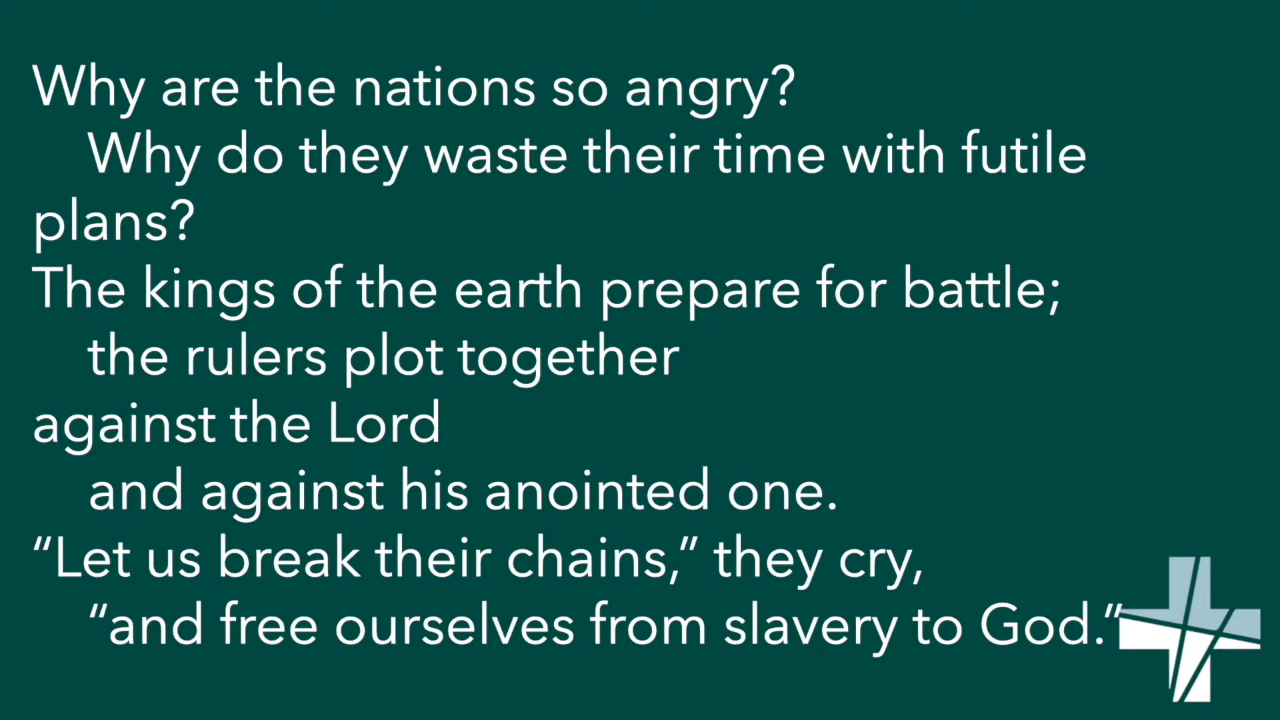 Why are the nations so angry?
Why do they waste their time with futile
plans?
The kings of the earth prepare for battle;
the rulers plot together
against the Lord
and against his anointed one.
“Let us break their chains,” they cry,
“and free ourselves from slavery to God.”